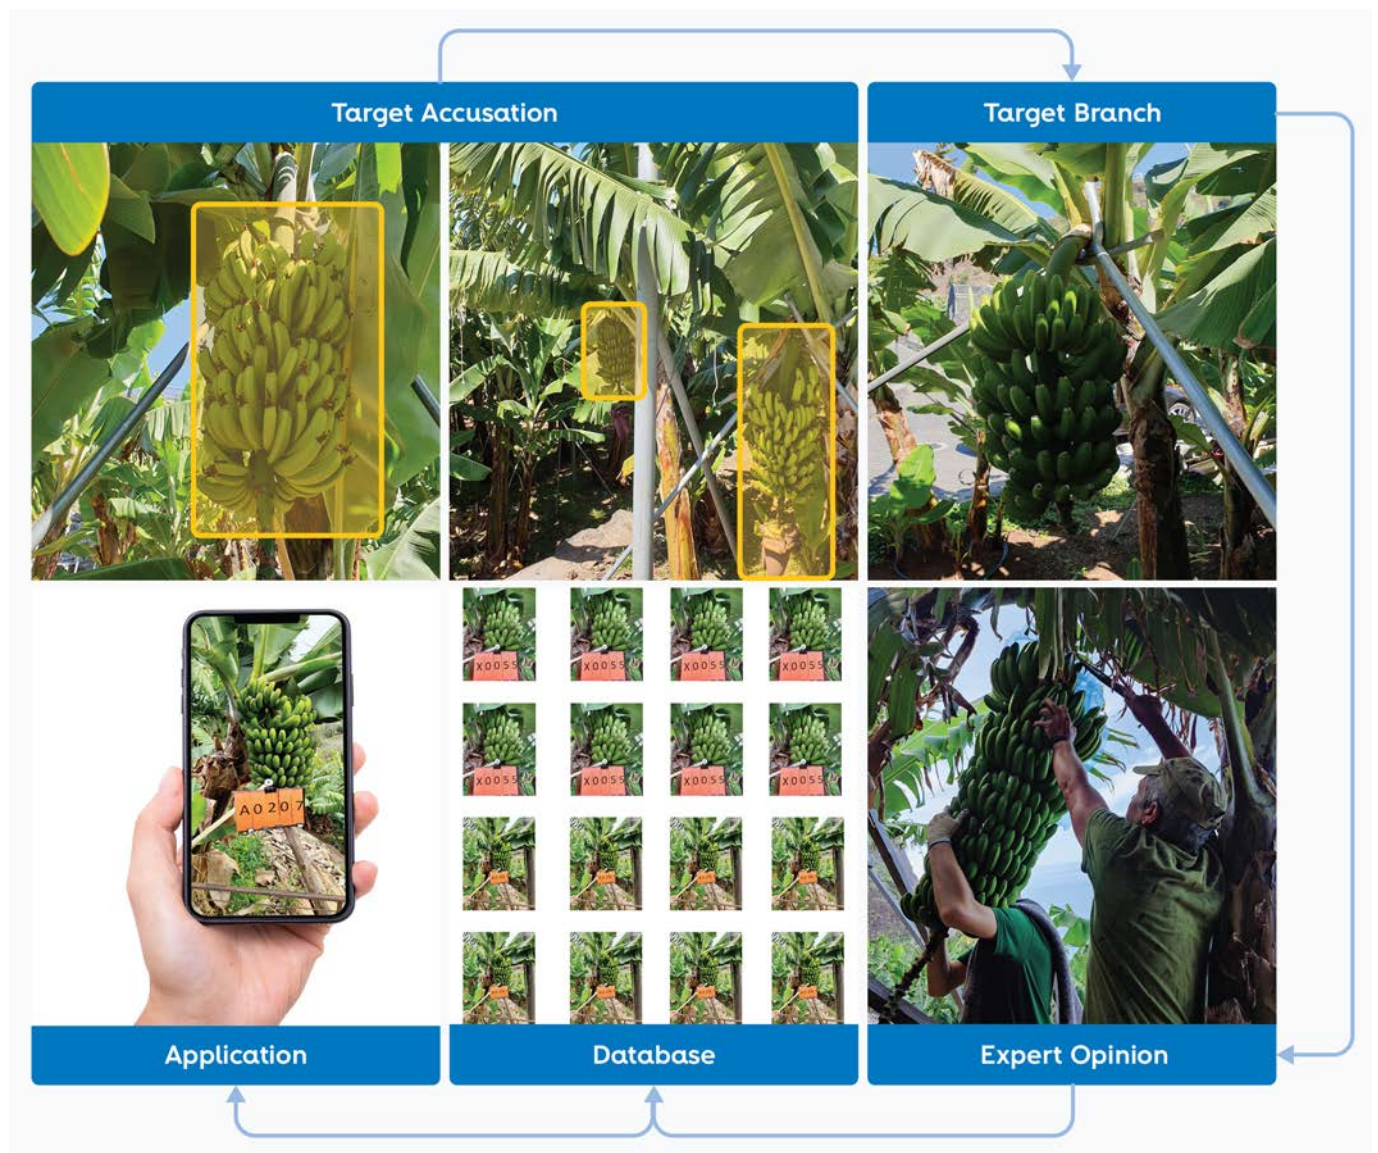 Target Accusation
Target Branch
A0207
X0055
X0055
X0055
X0055
X0055
X0055
X0055
X0055
Application
Database
Expert Opinion